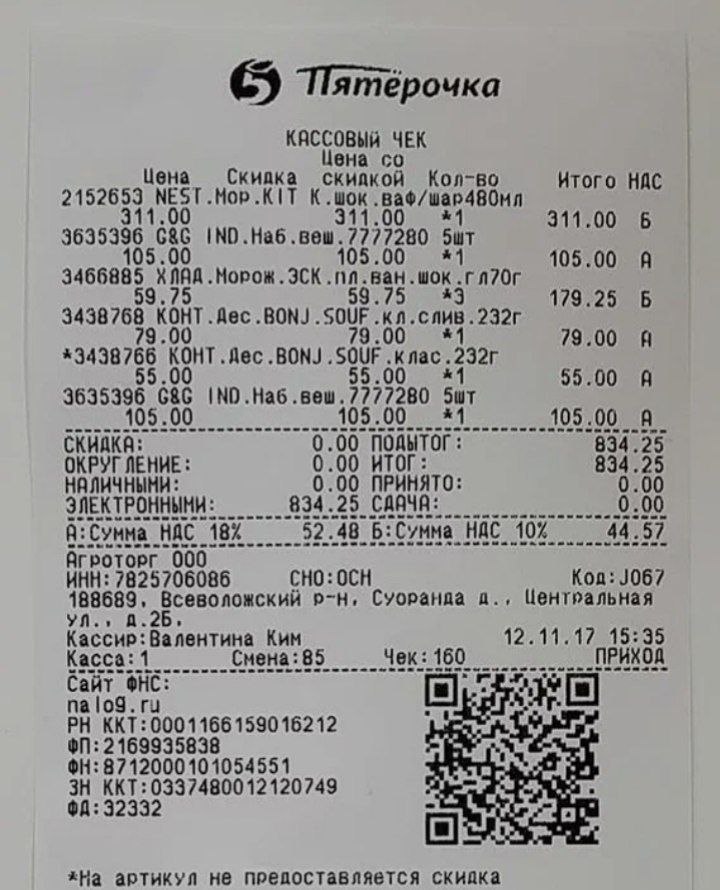 5 Пятёрочка
КАССОВЫЙ ЧЕК
Цена со
Цена Скидка скидкой Кол-во Итого НДС
2152653 NEST.Мор.KIT К.шок.ваф/шар480мл
311.00 311.00 *1 311.00 Б
3635396 G&G IND.Наб.веш.7777280 5шт
105.00 105.00 *1 105.00 А
3466885 ХЛАД.Морож.ЭСК.пл.ван.шок.гл70г
59.75 59.75 *3 179.25 Б
3438768 КОНТ.Дес.BONJ.SOUF.кл.слив.232г
79.00 79.00 *1 79.00 А
*3438766 КОНТ.Дес.BONJ.SOUF.клас.232г
55.00 55.00 *1 55.00 А
3635396 G&G IND.Наб.веш.7777280 5шт
105.00 105.00 *1 105.00 А
СКИДКА: 0.00 ПОДЫТОГ: 834.25
ОКРУГЛЕНИЕ: 0.00 ИТОГ: 834.25
НАЛИЧНЫМИ: 0.00 ПРИНЯТО: 0.00
ЭЛЕКТРОННЫМИ: 834.25 СДАЧА: 0.00
А:Сумма НДС 18% 52.48 Б:Сумма НДС 10% 44.57
Агроторг ООО
ИНН:7825706086 СНО:ОСН Код:J067
188689, Всеволожский р-н, Суоранда д., Центральная
ул., д.2Б,
Кассир:Валентина Ким 12.11.17 15:35
Касса:1 Смена:85 Чек:160 ПРИХОД
Сайт ФНС:
nalog.ru
РН ККТ:0001166159016212
ФП:2169935838
ФН:8712000101054551
ЗН ККТ:0337480012120749
ФД:32332
*На артикул не предоставляется скидка